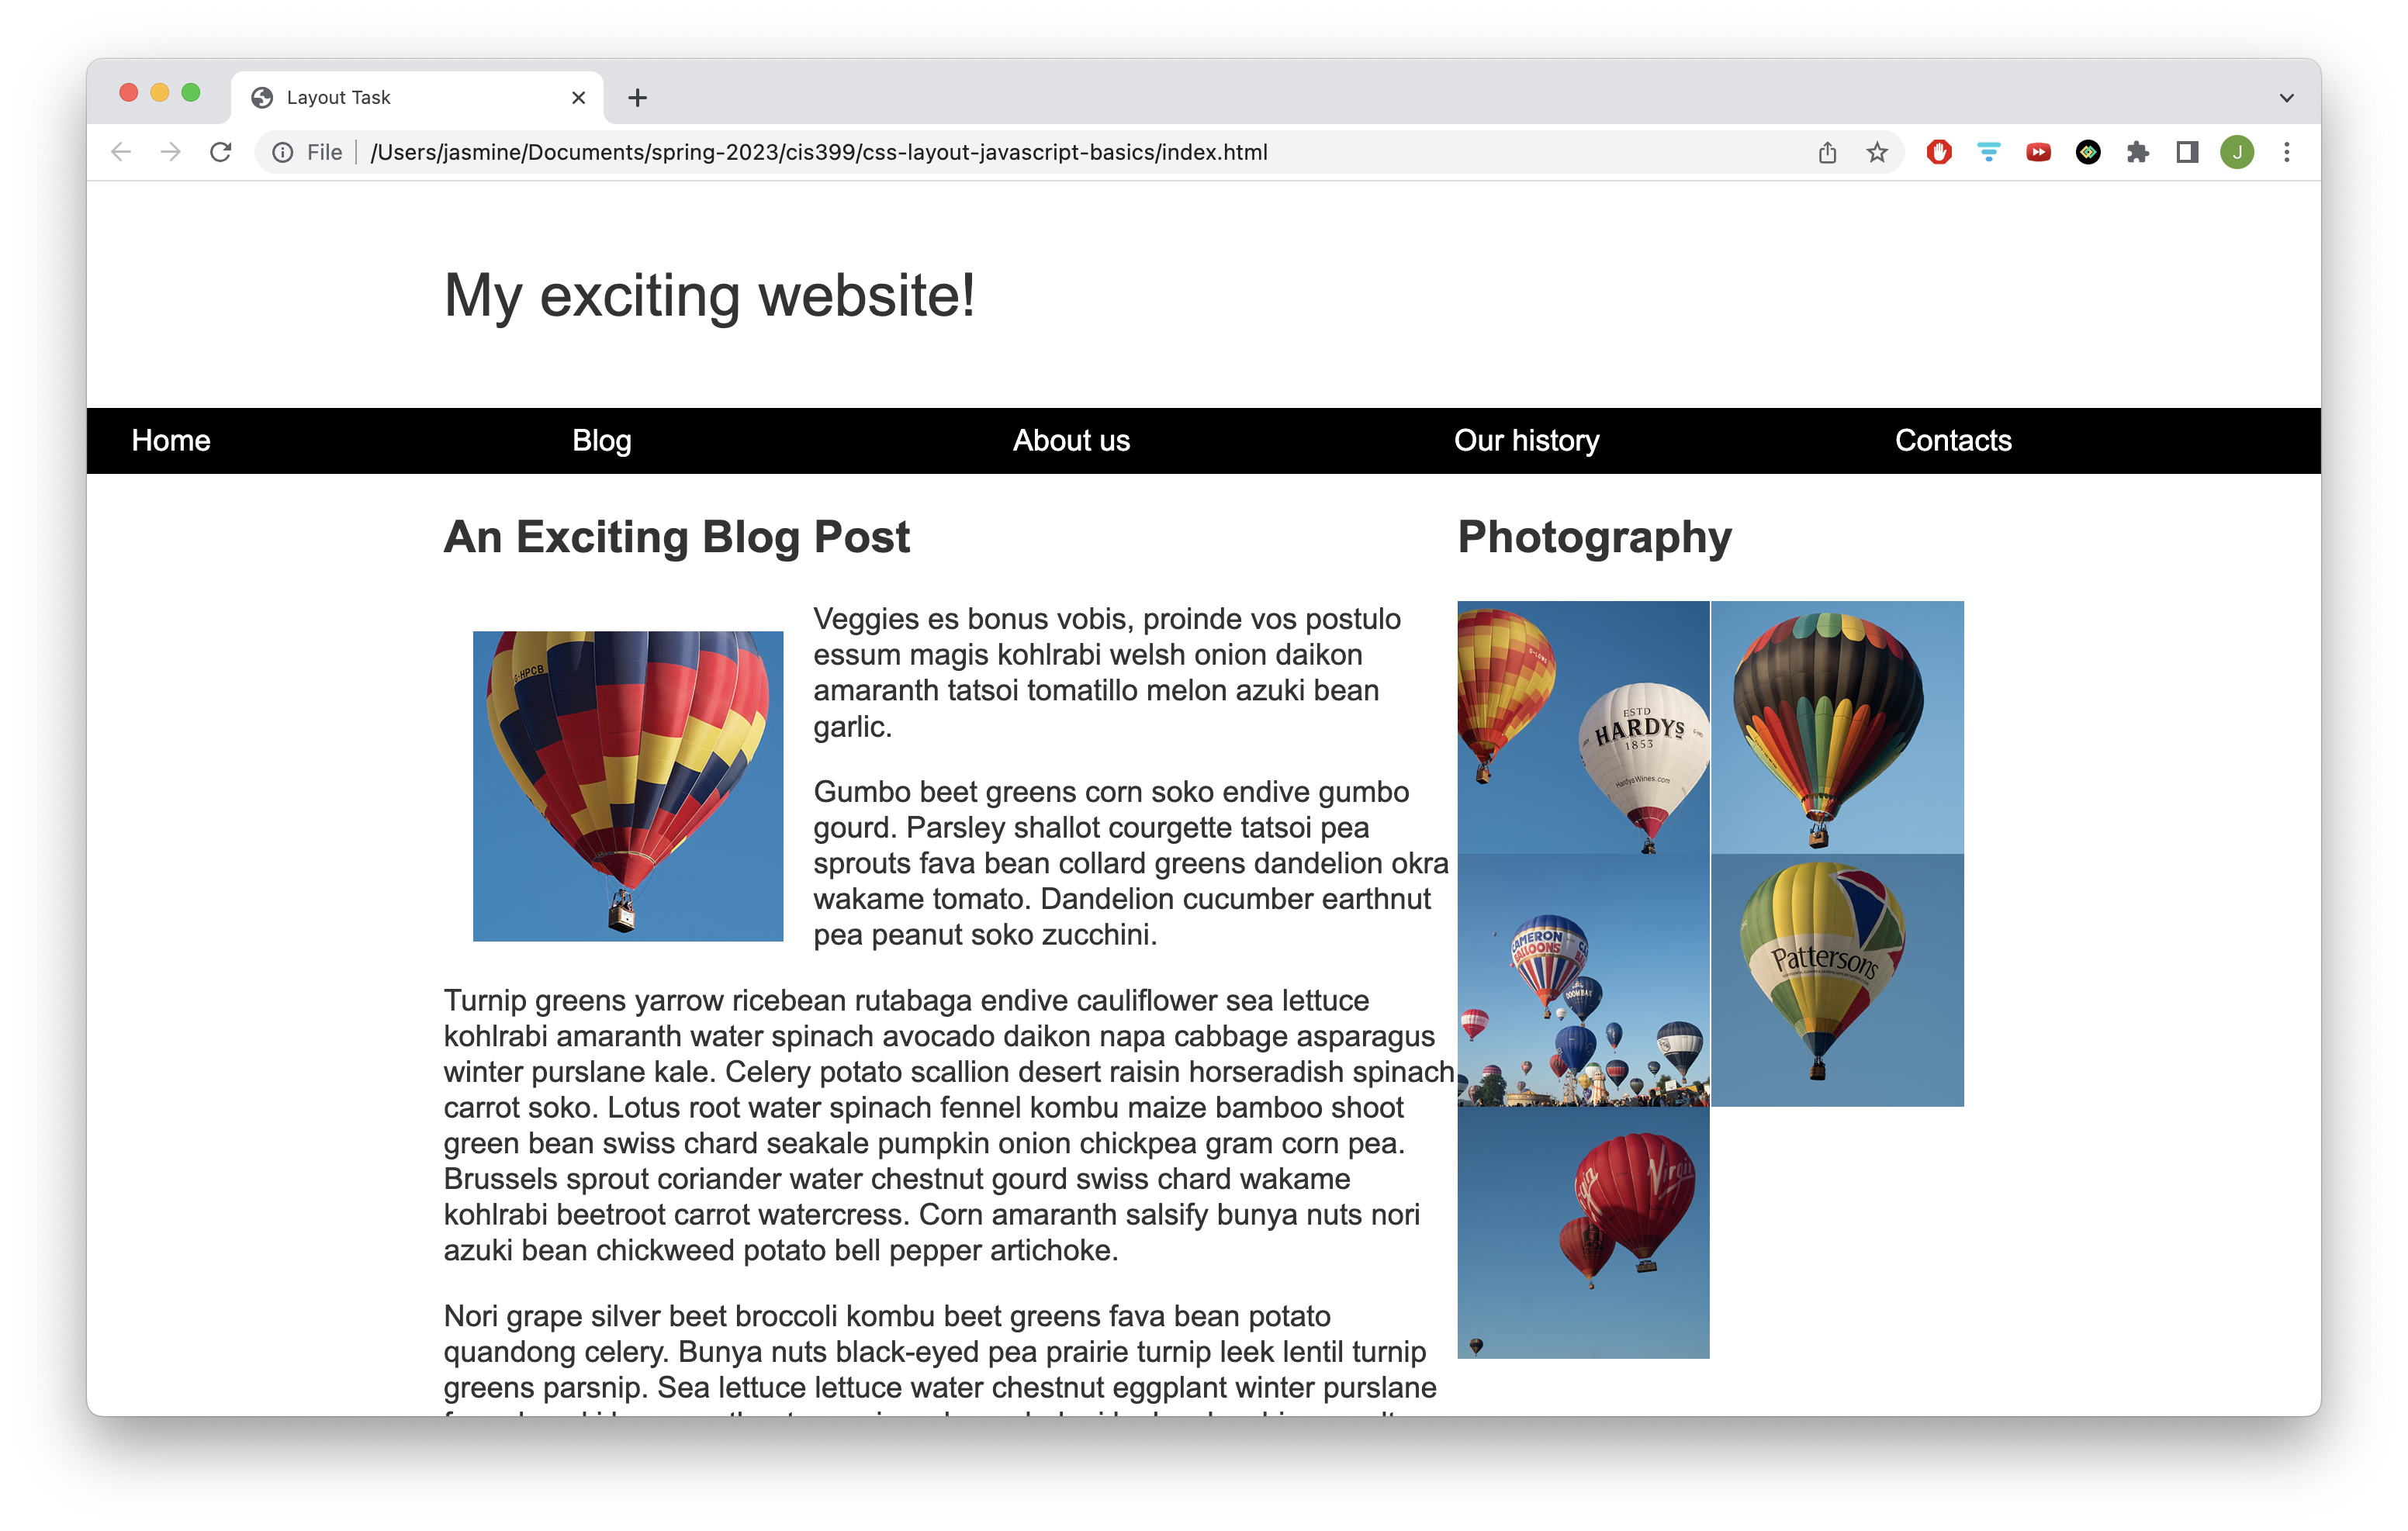 Layout Task
File /Users/jasmine/Documents/spring-2023/cis399/css-layout-javascript-basics/index.html
J
My exciting website!
Home Blog About us Our history Contacts
An Exciting Blog Post
G-HPCB
Veggies es bonus vobis, proinde vos postulo
essum magis kohlrabi welsh onion daikon
amaranth tatsoi tomatillo melon azuki bean
garlic.
Gumbo beet greens corn soko endive gumbo
gourd. Parsley shallot courgette tatsoi pea
sprouts fava bean collard greens dandelion okra
wakame tomato. Dandelion cucumber earthnut
pea peanut soko zucchini.
Turnip greens yarrow ricebean rutabaga endive cauliflower sea lettuce
kohlrabi amaranth water spinach avocado daikon napa cabbage asparagus
winter purslane kale. Celery potato scallion desert raisin horseradish spinach
carrot soko. Lotus root water spinach fennel kombu maize bamboo shoot
green bean swiss chard seakale pumpkin onion chickpea gram corn pea.
Brussels sprout coriander water chestnut gourd swiss chard wakame
kohlrabi beetroot carrot watercress. Corn amaranth salsify bunya nuts nori
azuki bean chickweed potato bell pepper artichoke.
Nori grape silver beet broccoli kombu beet greens fava bean potato
quandong celery. Bunya nuts black-eyed pea prairie turnip leek lentil turnip
greens parsnip. Sea lettuce lettuce water chestnut eggplant winter purslane
Photography
ESTD
HARDYS
1853
HardysWines.com
CAMERON
BALLOONS
Pattersons
Virgin